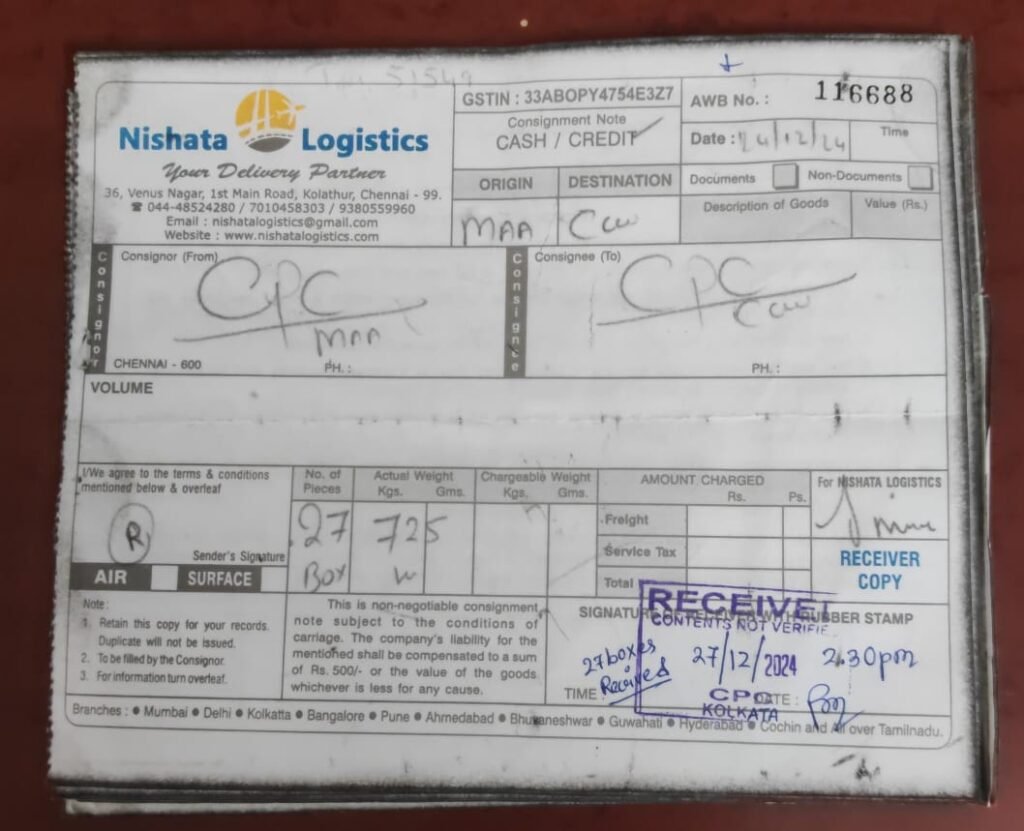 Nishata Logistics
Your Delivery Partner
36, Venus Nagar, 1st Main Road, Kolathur, Chennai - 99.
☎ 044-48524280 / 7010458303 / 9380559960
Email : nishatalogistics@gmail.com
Website : www.nishatalogistics.com
GSTIN : 33ABOPY4754E3Z7
Consignment Note
CASH / CREDIT
AWB No. : 116688
Date : 24/12/24
Time
ORIGIN DESTINATION
MAA CCU
Documents Non-Documents
Description of Goods Value (Rs.)
Consignor
Consignor (From)
CPC
MAA
CHENNAI - 600 PH. :
Consignee
Consignee (To)
CPC
CCU
PH. :
VOLUME
I/We agree to the terms & conditions
mentioned below & overleaf
R
Sender's Signature
AIR SURFACE
No. of
Pieces
27
Box
Actual Weight
Kgs. Gms.
725
Chargeable Weight
Kgs. Gms.
AMOUNT CHARGED
Rs. Ps.
Freight
Service Tax
Total
For NISHATA LOGISTICS
RECEIVER
COPY
Note :
1. Retain this copy for your records.
Duplicate will not be issued.
2. To be filled by the Consignor.
3. For information turn overleaf.
This is non-negotiable consignment
note subject to the conditions of
carriage. The company's liability for the
mentioned shall be compensated to a sum
of Rs. 500/- or the value of the goods
whichever is less for any cause.
SIGNATURE OF RECEIVER WITH RUBBER STAMP
RECEIVE
CONTENTS NOT VERIFIE
27 boxes
Received
27/12/2024 2.30pm
TIME DATE :
CPC
KOLKATA
Branches : ● Mumbai ● Delhi ● Kolkatta ● Bangalore ● Pune ● Ahmedabad ● Bhubaneshwar ● Guwahati ● Hyderabad ● Cochin and All over Tamilnadu.